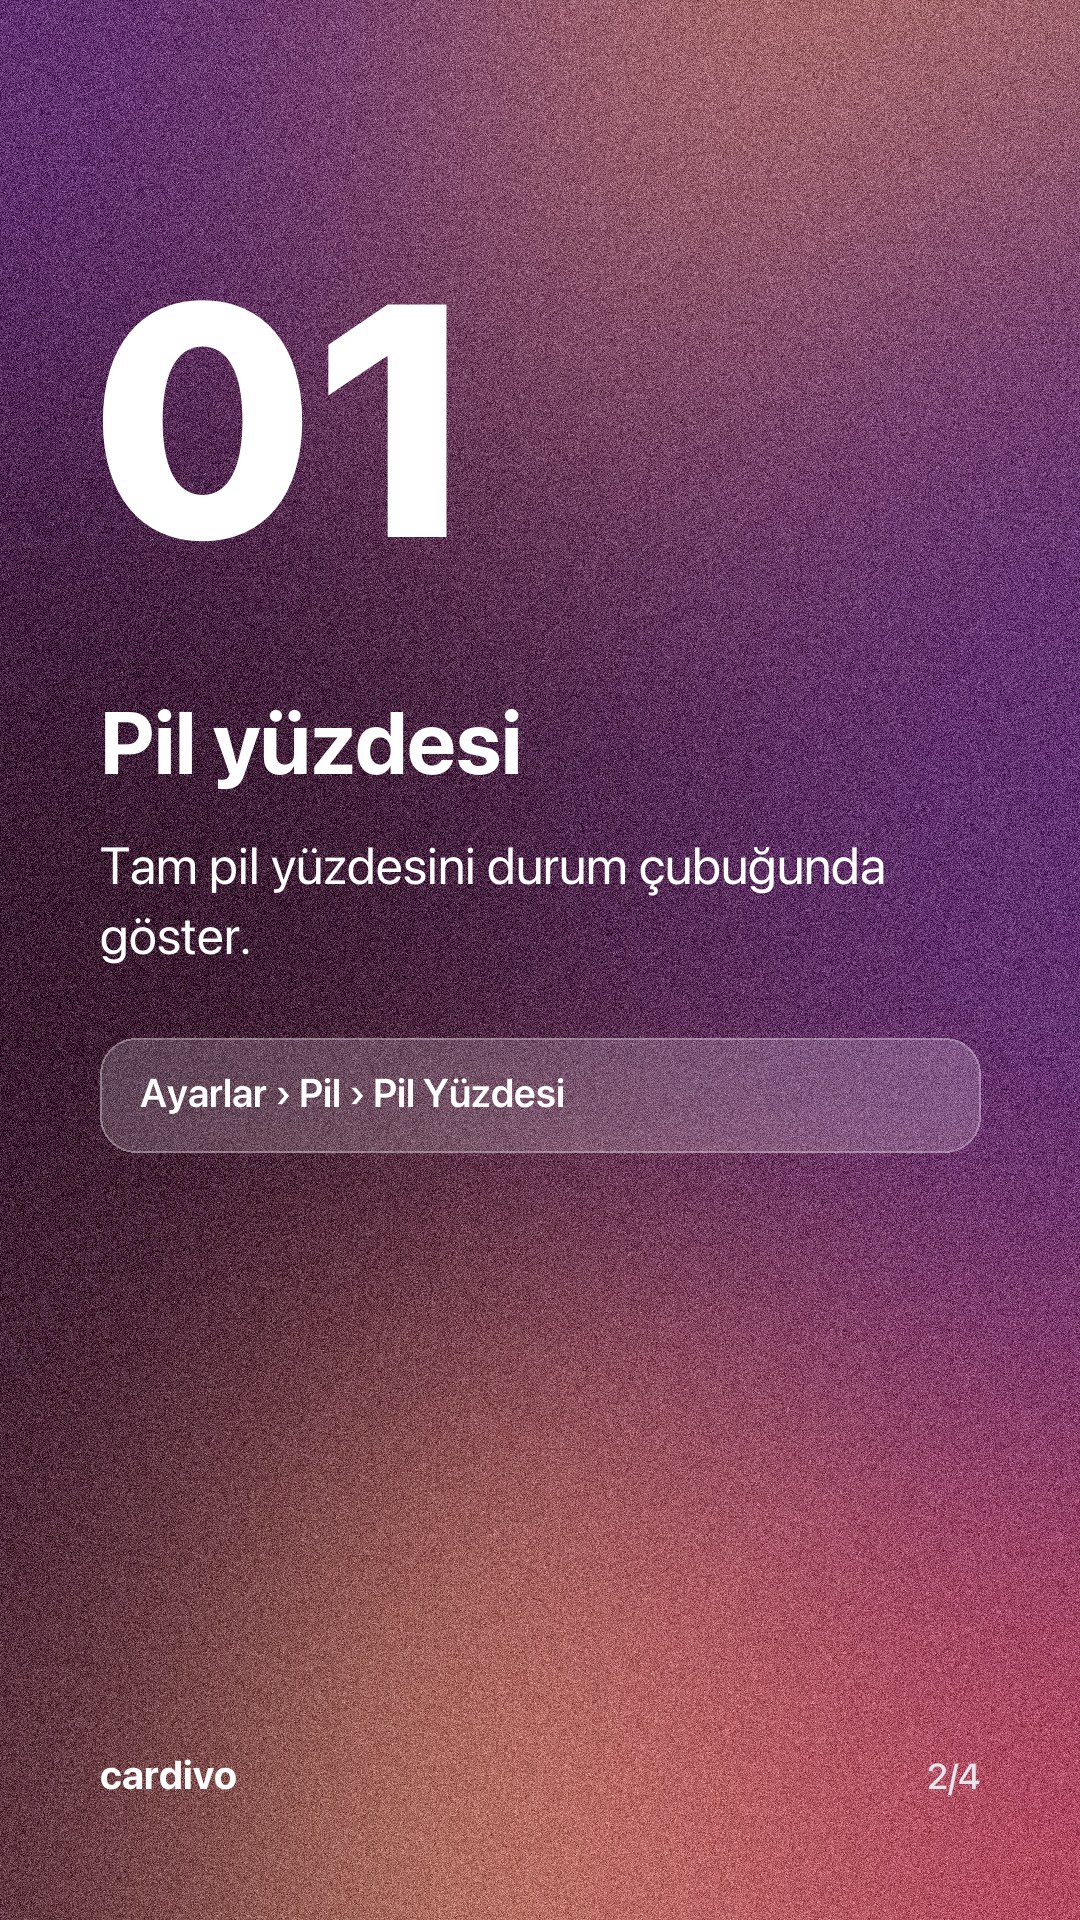 01
Pil yüzdesi
Tam pil yüzdesini durum çubuğunda
göster.
Ayarlar › Pil › Pil Yüzdesi
cardivo
2/4